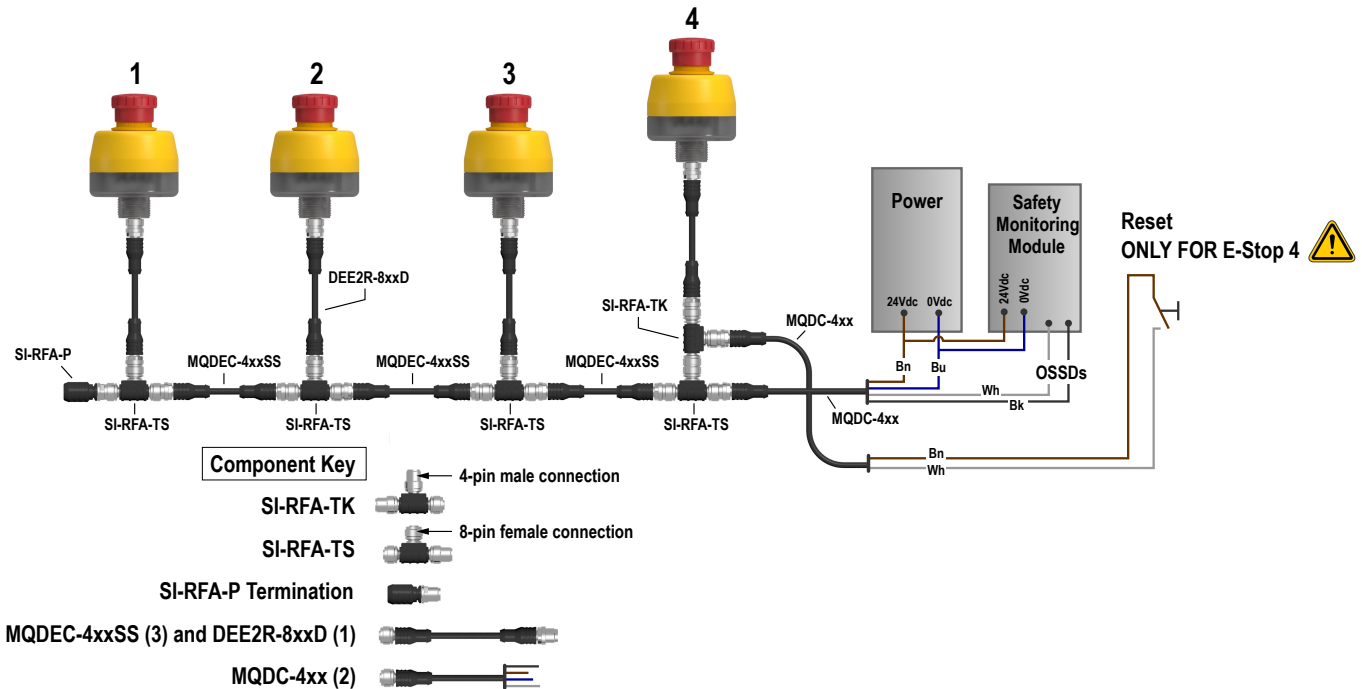 1
2
3
4
Power
24Vdc
0Vdc
Safety
Monitoring
Module
24Vdc
0Vdc
OSSDs
Reset
ONLY FOR E-Stop 4
DEE2R-8xxD
SI-RFA-TK
MQDC-4xx
SI-RFA-P
MQDEC-4xxSS
MQDEC-4xxSS
MQDEC-4xxSS
Bn
Bu
Wh
Bk
MQDC-4xx
SI-RFA-TS
SI-RFA-TS
SI-RFA-TS
SI-RFA-TS
Bn
Wh
Component Key
4-pin male connection
SI-RFA-TK
8-pin female connection
SI-RFA-TS
SI-RFA-P Termination
MQDEC-4xxSS (3) and DEE2R-8xxD (1)
MQDC-4xx (2)